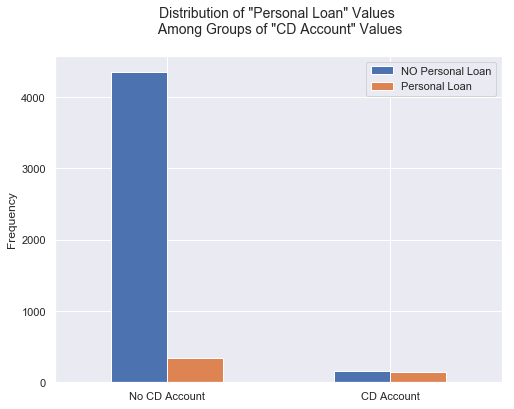 Distribution of "Personal Loan" Values
Among Groups of "CD Account" Values
NO Personal Loan
Personal Loan
Frequency
4000
3000
2000
1000
0
No CD Account
CD Account